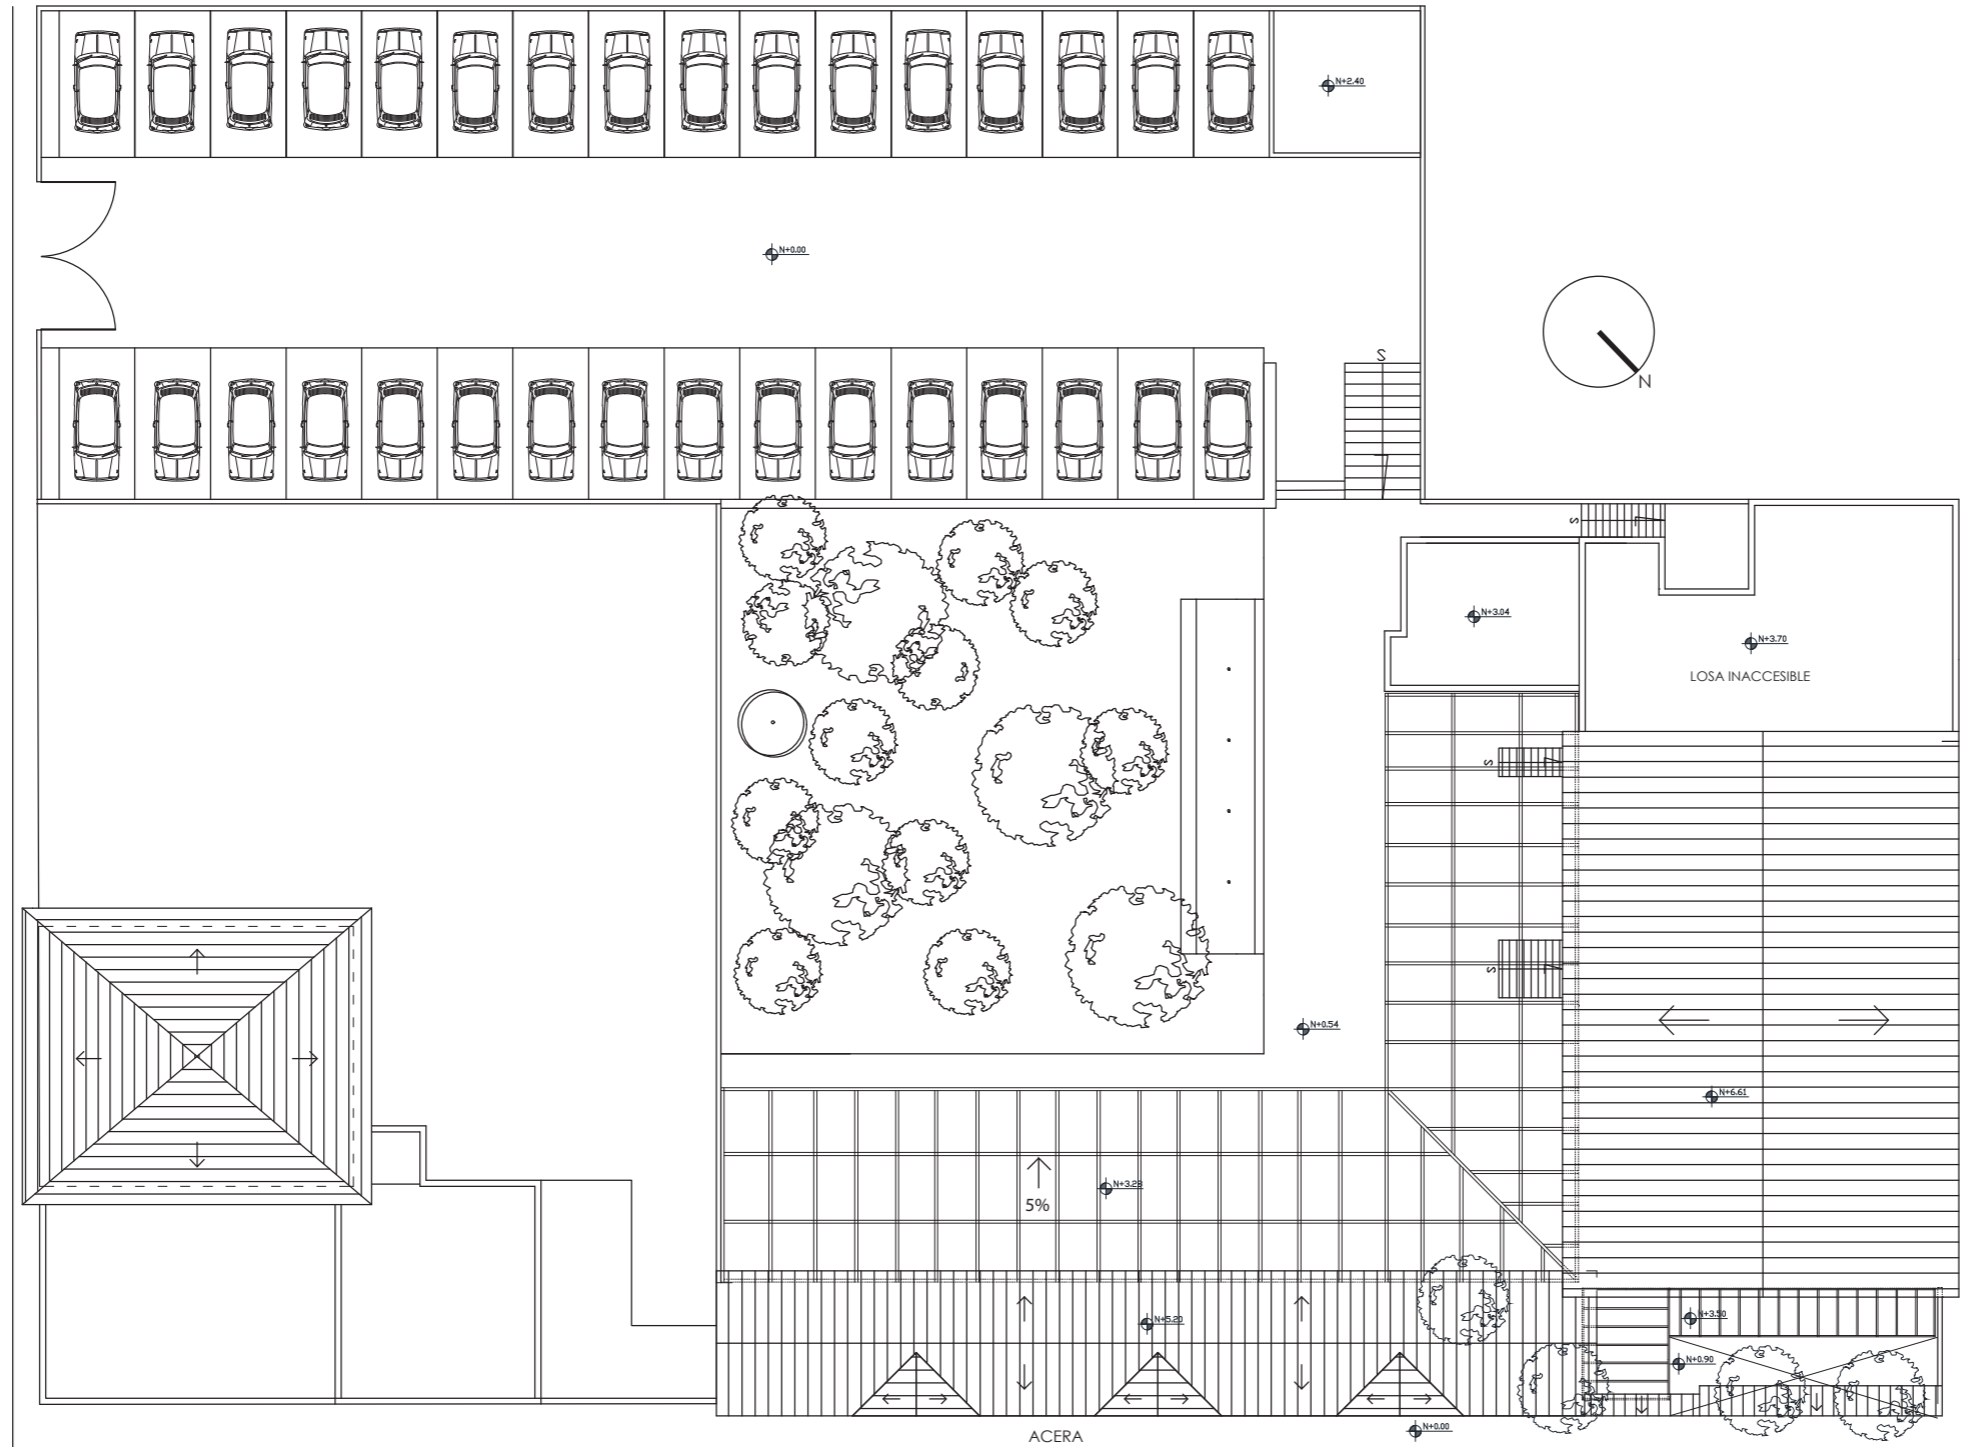 N+2.40
N+0.00
S
N
S
N+3.04
N+3.70
LOSA INACCESIBLE
S
S
N+0.54
N+6.61
N+3.28
5%
N+3.50
N+5.20
N+0.90
N+0.00
ACERA